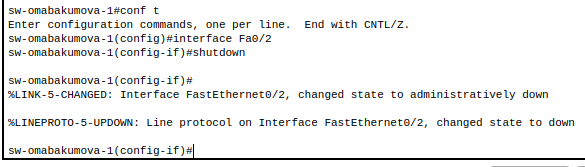 sw-omabakumova-1#conf t
Enter configuration commands, one per line.  End with CNTL/Z.
sw-omabakumova-1(config)#interface Fa0/2
sw-omabakumova-1(config-if)#shutdown
sw-omabakumova-1(config-if)#
%LINK-5-CHANGED: Interface FastEthernet0/2, changed state to administratively down
%LINEPROTO-5-UPDOWN: Line protocol on Interface FastEthernet0/2, changed state to down
sw-omabakumova-1(config-if)#